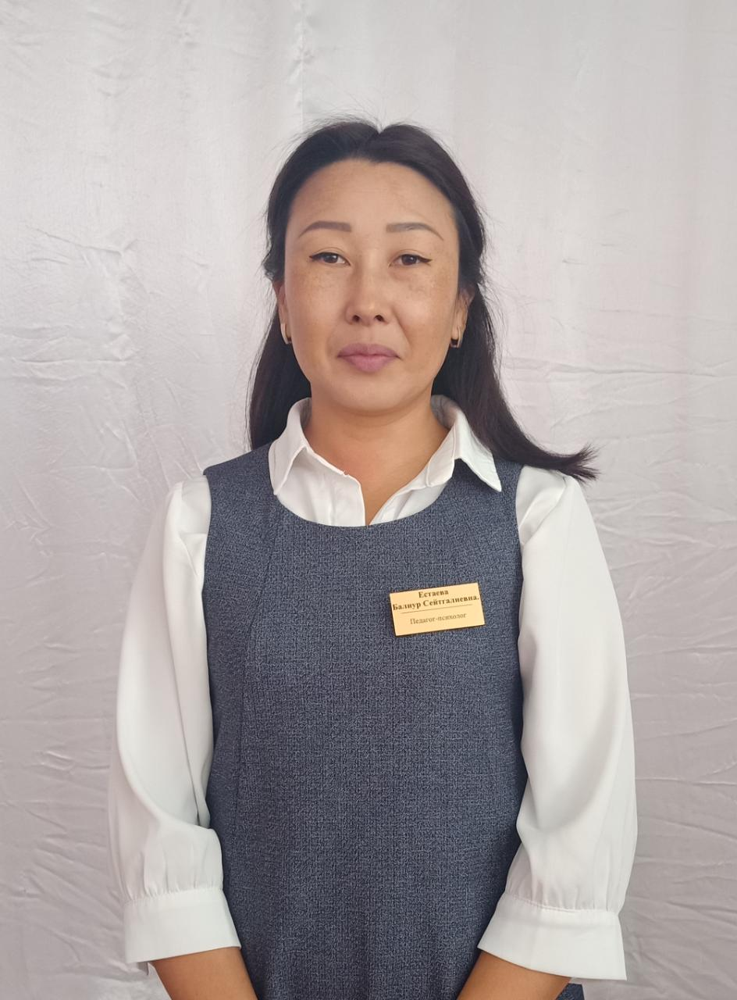 Естаева
Балнур Сейтгалиевна.
Педагог-психолог